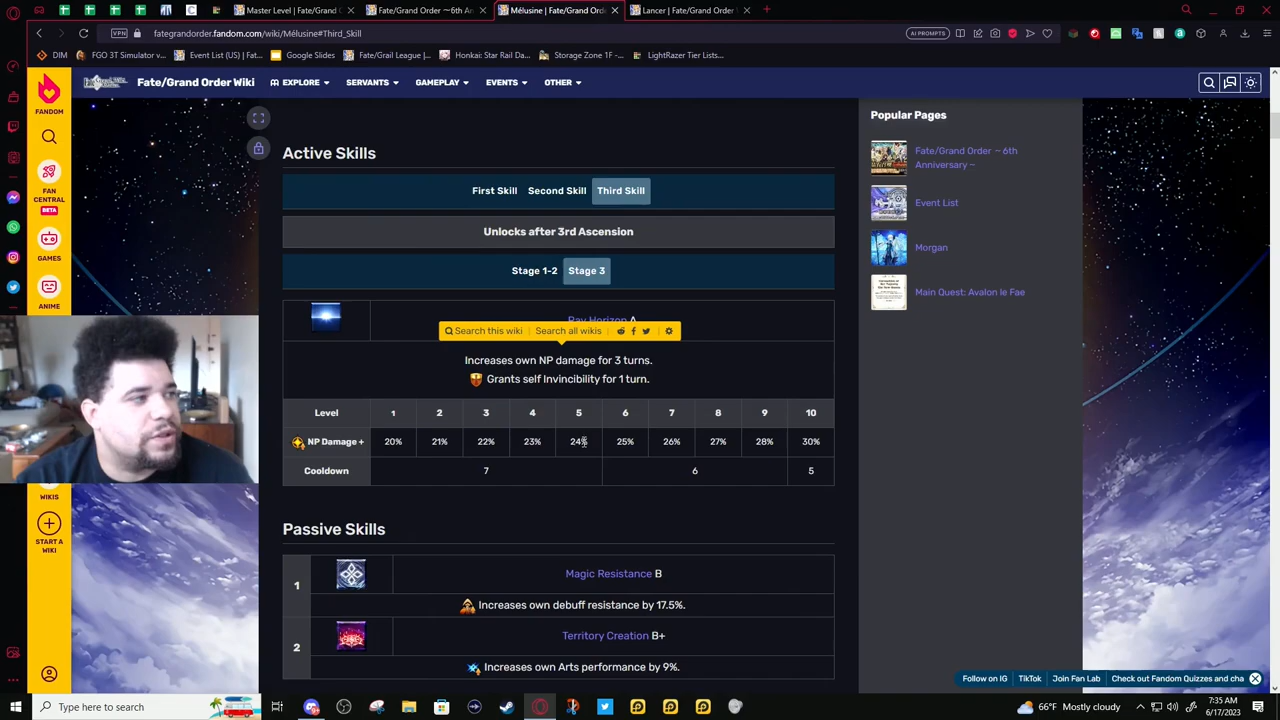 Master Level | Fate/Grand O
Fate/Grand Order ～6th A
Mélusine | Fate/Grand Ord
Lancer | Fate/Grand Order
VPN
fategrandorder.fandom.com/wiki/Mélusine#Third_Skill
AI PROMPTS
DIM
FGO 3T Simulator v...
Event List (US) | Fat...
Google Slides
Fate/Grail League |...
Honkai: Star Rail Da...
Storage Zone 1F -...
LightRazer Tier Lists...
Fate/Grand Order Wiki
EXPLORE
SERVANTS
GAMEPLAY
EVENTS
OTHER
FANDOM
FAN CENTRAL
BETA
GAMES
ANIME
WIKIS
START A WIKI
Active Skills
First Skill
Second Skill
Third Skill
Unlocks after 3rd Ascension
Stage 1-2
Stage 3
Ray Horizon A
Search this wiki
Search all wikis
Increases own NP damage for 3 turns.
Grants self Invincibility for 1 turn.
Level 1 2 3 4 5 6 7 8 9 10
NP Damage + 20% 21% 22% 23% 24% 25% 26% 27% 28% 30%
Cooldown 7 6 5
Passive Skills
1 Magic Resistance B
Increases own debuff resistance by 17.5%.
2 Territory Creation B+
Increases own Arts performance by 9%.
Popular Pages
Fate/Grand Order ～6th
Anniversary～
Event List
Morgan
Main Quest: Avalon le Fae
Follow on IG
TikTok
Join Fan Lab
Check out Fandom Quizzes and cha
Type here to search
66°F Mostly cloudy
7:35 AM
6/17/2023